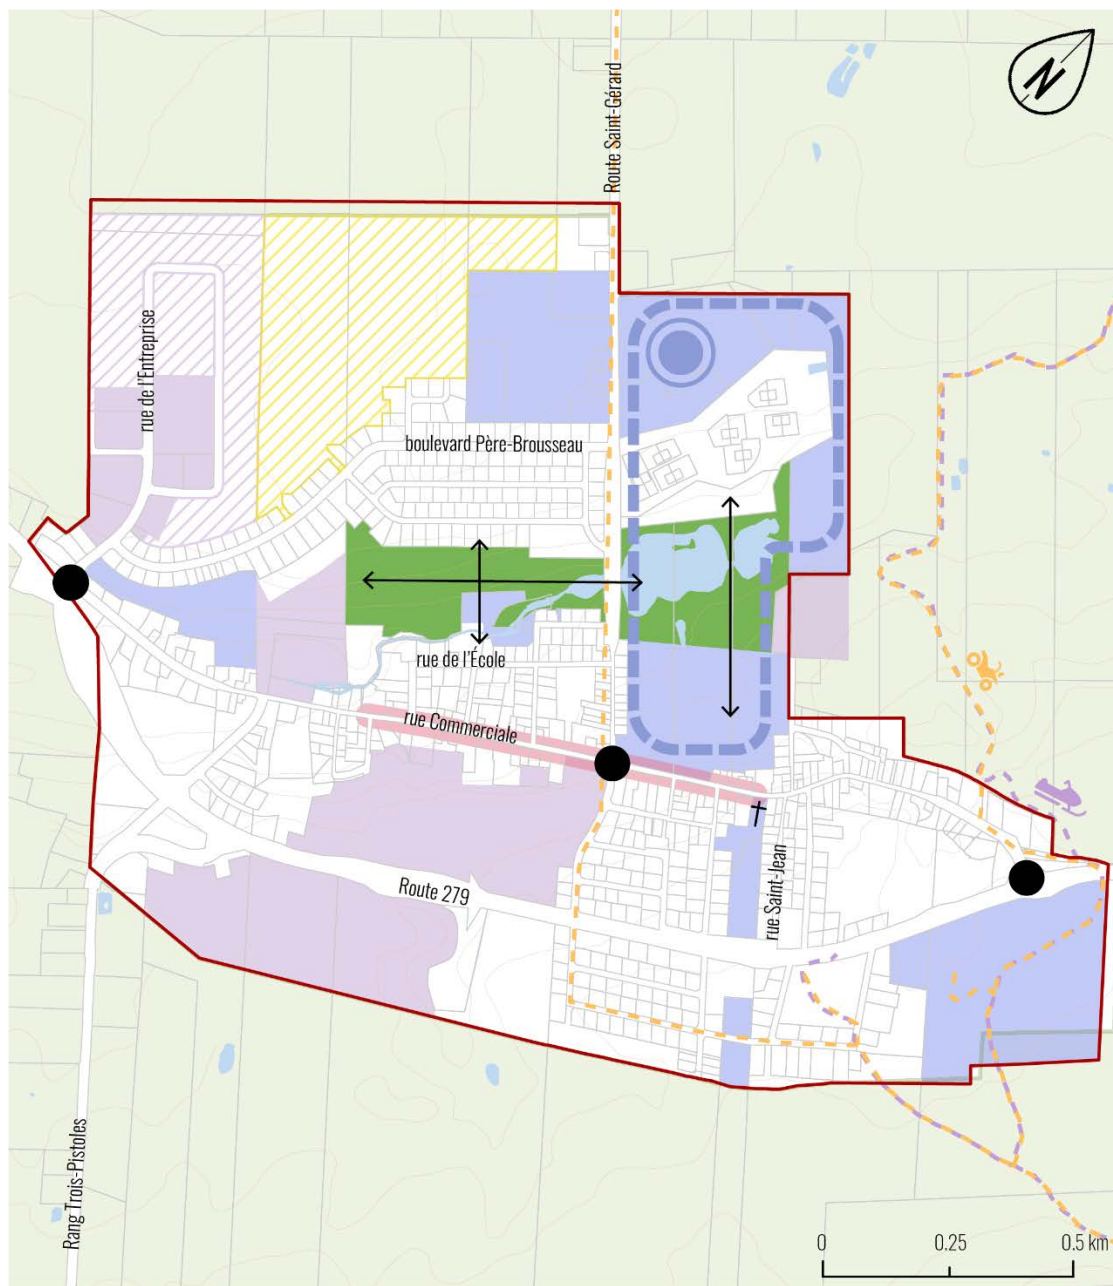 N
Route Saint-Gérard
rue de l'Entreprise
boulevard Père-Brousseau
rue de l'École
rue Commerciale
rue Saint-Jean
Route 279
Rang Trois-Pistoles
0 0.25 0.5 km